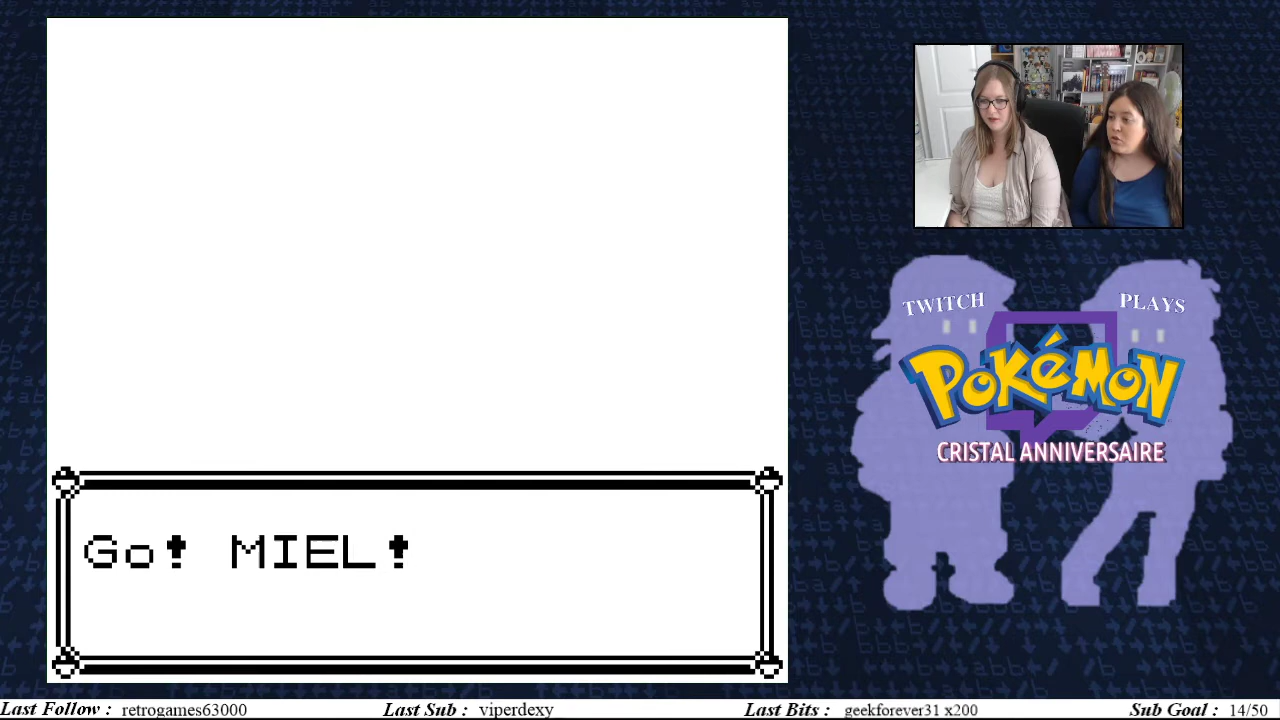 Go! MIEL!
TWITCH PLAYS
POKéMON
CRISTAL ANNIVERSAIRE
Last Follow : retrogames63000 Last Sub : viperdexy Last Bits : geekforever31 x200 Sub Goal : 14/50